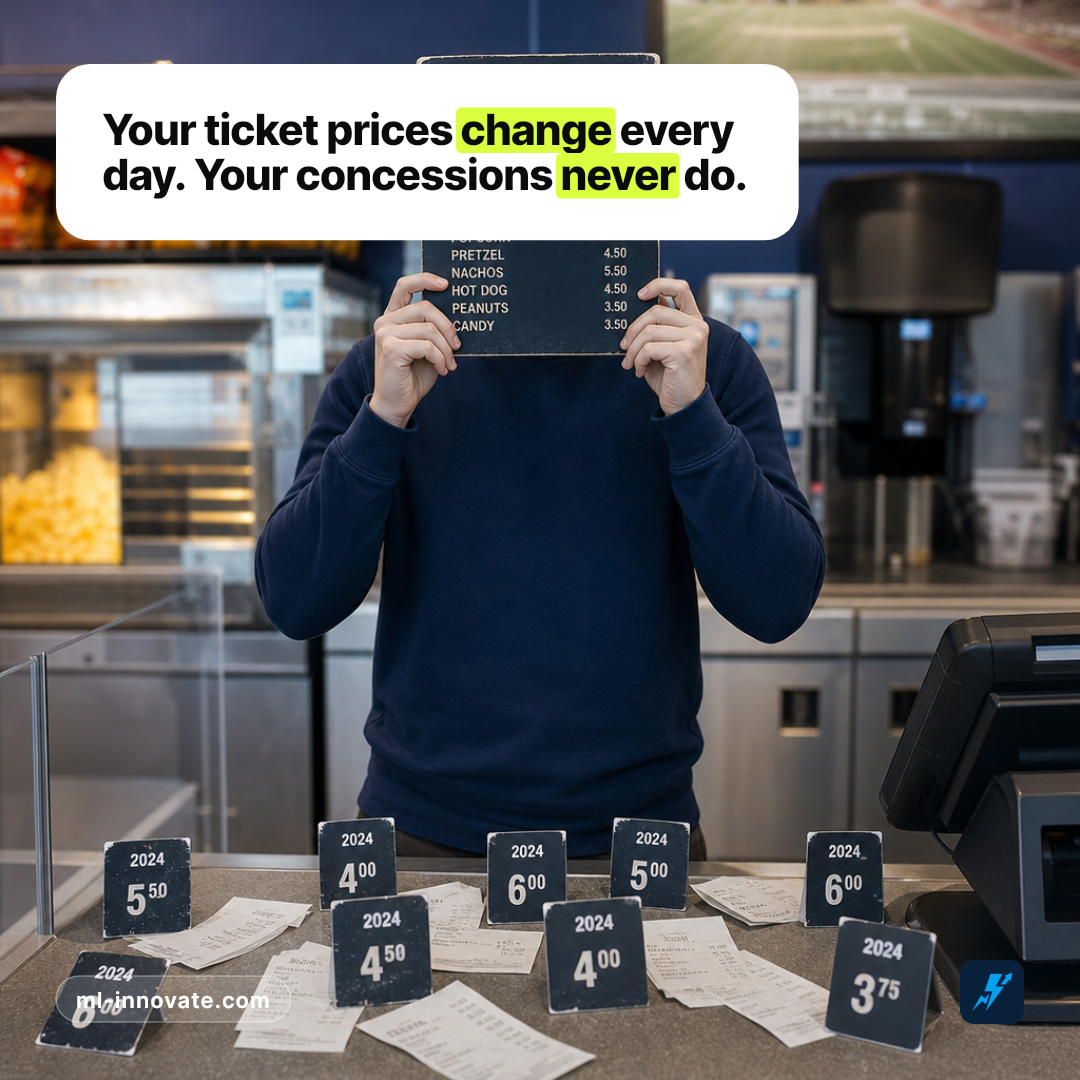 Your ticket prices change every
day. Your concessions never do.
POPCORN
PRETZEL 4.50
NACHOS 5.50
HOT DOG 4.50
PEANUTS 3.50
CANDY 3.50
2024
5 50
2024
4 00
2024
6 00
2024
5 00
2024
6 00
2024
4 50
2024
4 00
2024
3 75
2024
ml-innovate.com